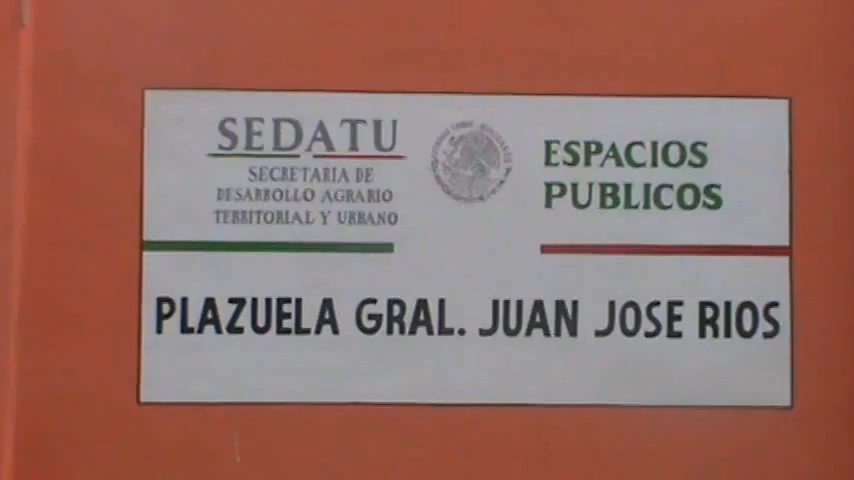 SEDATU
SECRETARIA DE
DESARROLLO AGRARIO
TERRITORIAL Y URBANO
ESPACIOS
PUBLICOS
PLAZUELA GRAL. JUAN JOSE RIOS